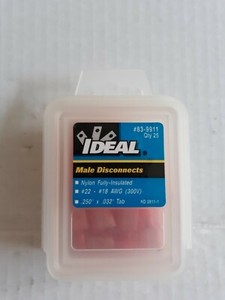 #83-9911
Qty 25
IDEAL
Male Disconnects
Nylon Fully-Insulated
#22 - #18 AWG (300V)
.250" x .032" Tab